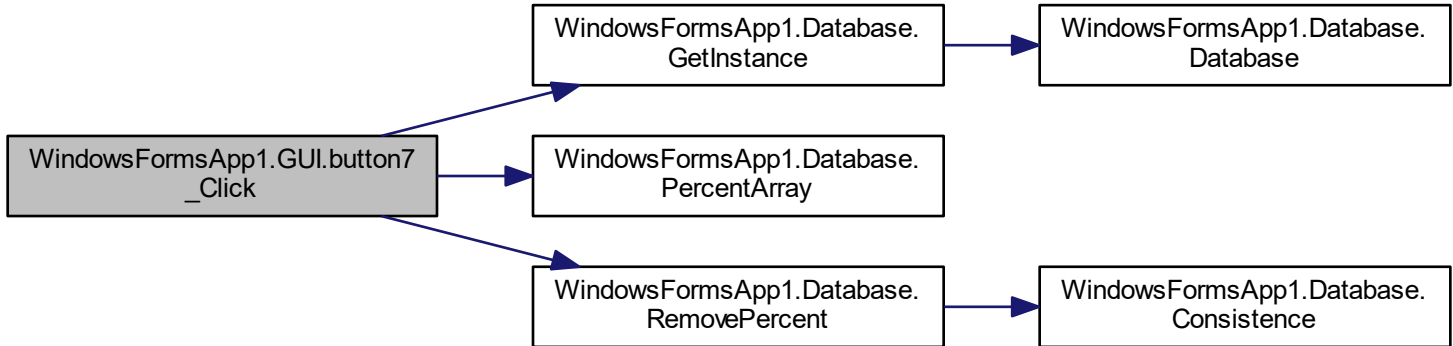 WindowsFormsApp1.Database.
GetInstance
WindowsFormsApp1.Database.
Database
WindowsFormsApp1.GUI.button7
_Click
WindowsFormsApp1.Database.
PercentArray
WindowsFormsApp1.Database.
RemovePercent
WindowsFormsApp1.Database.
Consistence